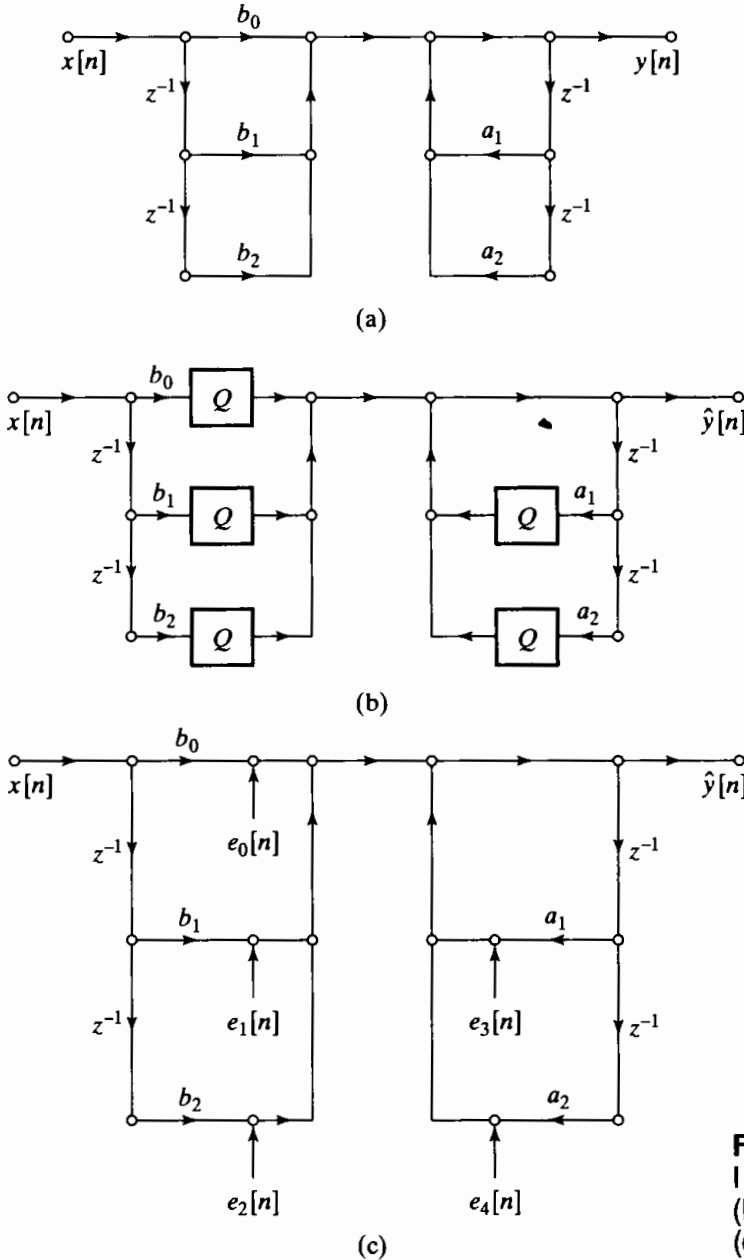 b₀
x[n] y[n]
z⁻¹ z⁻¹
b₁ a₁
z⁻¹ z⁻¹
b₂ a₂
(a)
b₀ Q
x[n] ŷ[n]
z⁻¹ z⁻¹
b₁ Q Q a₁
z⁻¹ z⁻¹
b₂ Q Q a₂
(b)
b₀
x[n] ŷ[n]
e₀[n]
z⁻¹ z⁻¹
b₁ a₁
e₁[n] e₃[n]
z⁻¹ z⁻¹
b₂ a₂
e₂[n] e₄[n]
(c)